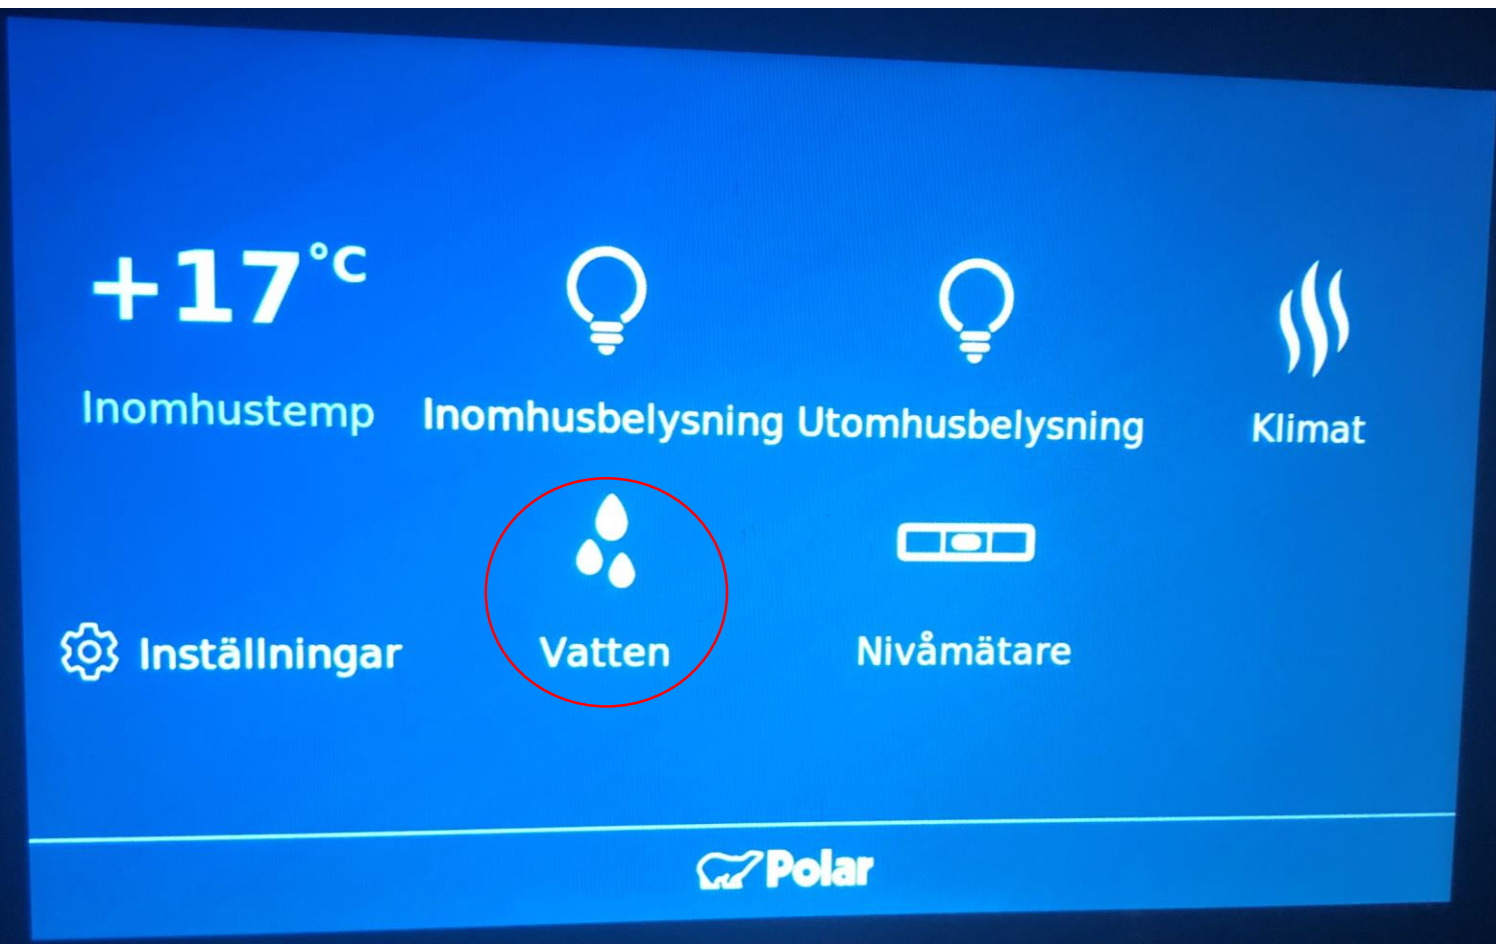 +17°C
Inomhustemp
Inomhusbelysning
Utomhusbelysning
Klimat
Inställningar
Vatten
Nivåmätare
Polar